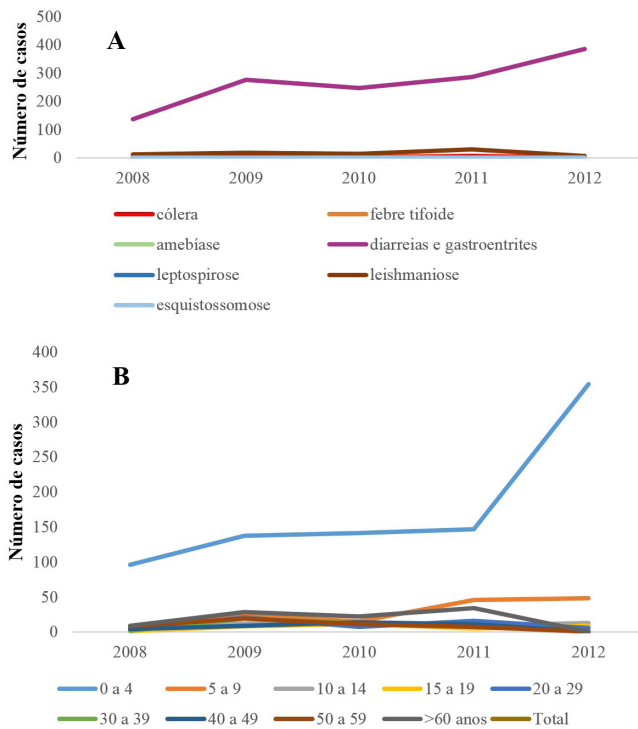 A
Número de casos
500
400
300
200
100
0
2008 2009 2010 2011 2012
cólera febre tifoide
amebíase diarreias e gastroentrites
leptospirose leishmaniose
esquistossomose
B
Número de casos
400
350
300
250
200
150
100
50
0
2008 2009 2010 2011 2012
0 a 4 5 a 9 10 a 14 15 a 19 20 a 29
30 a 39 40 a 49 50 a 59 >60 anos Total